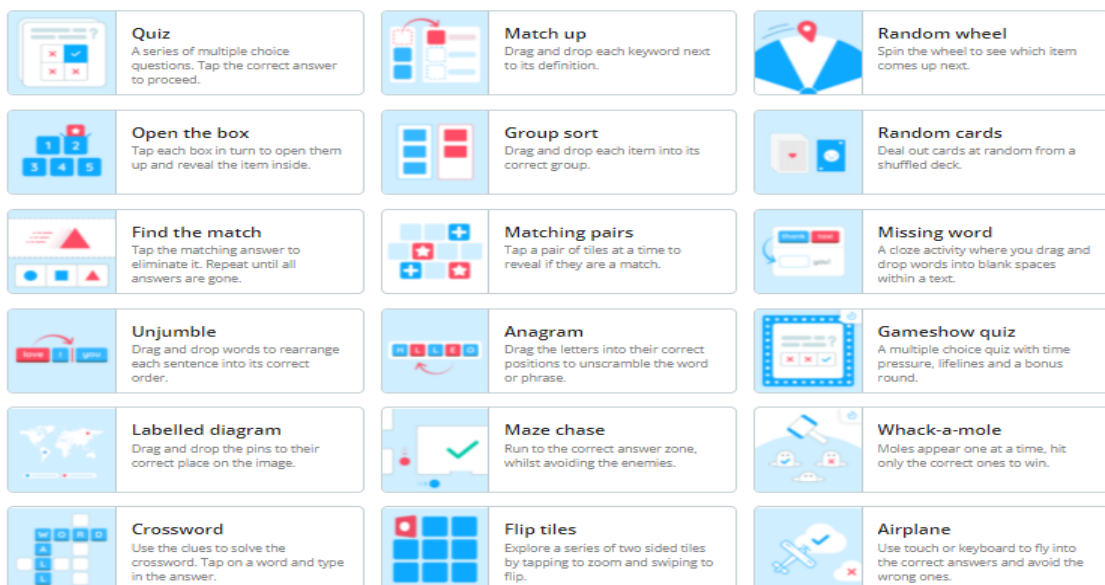 Quiz
A series of multiple choice
questions. Tap the correct answer
to proceed.
Match up
Drag and drop each keyword next
to its definition.
Random wheel
Spin the wheel to see which item
comes up next.
1 2
3 4 5
Open the box
Tap each box in turn to open them
up and reveal the item inside.
Group sort
Drag and drop each item into its
correct group.
Random cards
Deal out cards at random from a
shuffled deck.
Find the match
Tap the matching answer to
eliminate it. Repeat until all
answers are gone.
Matching pairs
Tap a pair of tiles at a time to
reveal if they are a match.
thank
you!
Missing word
A cloze activity where you drag and
drop words into blank spaces
within a text.
love I you
Unjumble
Drag and drop words to rearrange
each sentence into its correct
order.
H L L E O
Anagram
Drag the letters into their correct
positions to unscramble the word
or phrase.
?
Gameshow quiz
A multiple choice quiz with time
pressure, lifelines and a bonus
round.
Labelled diagram
Drag and drop the pins to their
correct place on the image.
Maze chase
Run to the correct answer zone,
whilst avoiding the enemies.
Whack-a-mole
Moles appear one at a time, hit
only the correct ones to win.
W O R D
A
L
L
Crossword
Use the clues to solve the
crossword. Tap on a word and type
in the answer.
Flip tiles
Explore a series of two sided tiles
by tapping to zoom and swiping to
flip.
Airplane
Use touch or keyboard to fly into
the correct answers and avoid the
wrong ones.